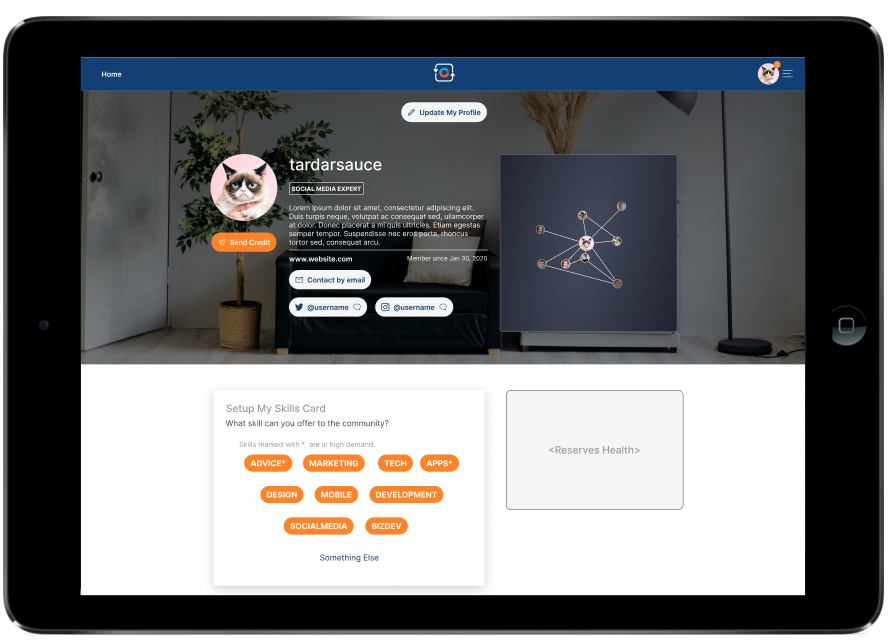 Home
Update My Profile
tardarsauce
SOCIAL MEDIA EXPERT
Lorem ipsum dolor sit amet, consectetur adipiscing elit.
Duis turpis neque, volutpat ac consequat sed, ullamcorper
at dolor. Donec placerat a mi quis ultricies. Etiam egestas
semper tempor. Suspendisse nec eros porta, rhoncus
tortor sed, consequat arcu.
Send Credit
www.website.com
Member since Jan 30, 2020
Contact by email
@username
@username
Setup My Skills Card
What skill can you offer to the community?
Skills marked with * are in high demand.
ADVICE*
MARKETING
TECH
APPS*
DESIGN
MOBILE
DEVELOPMENT
SOCIALMEDIA
BIZDEV
Something Else
<Reserves Health>